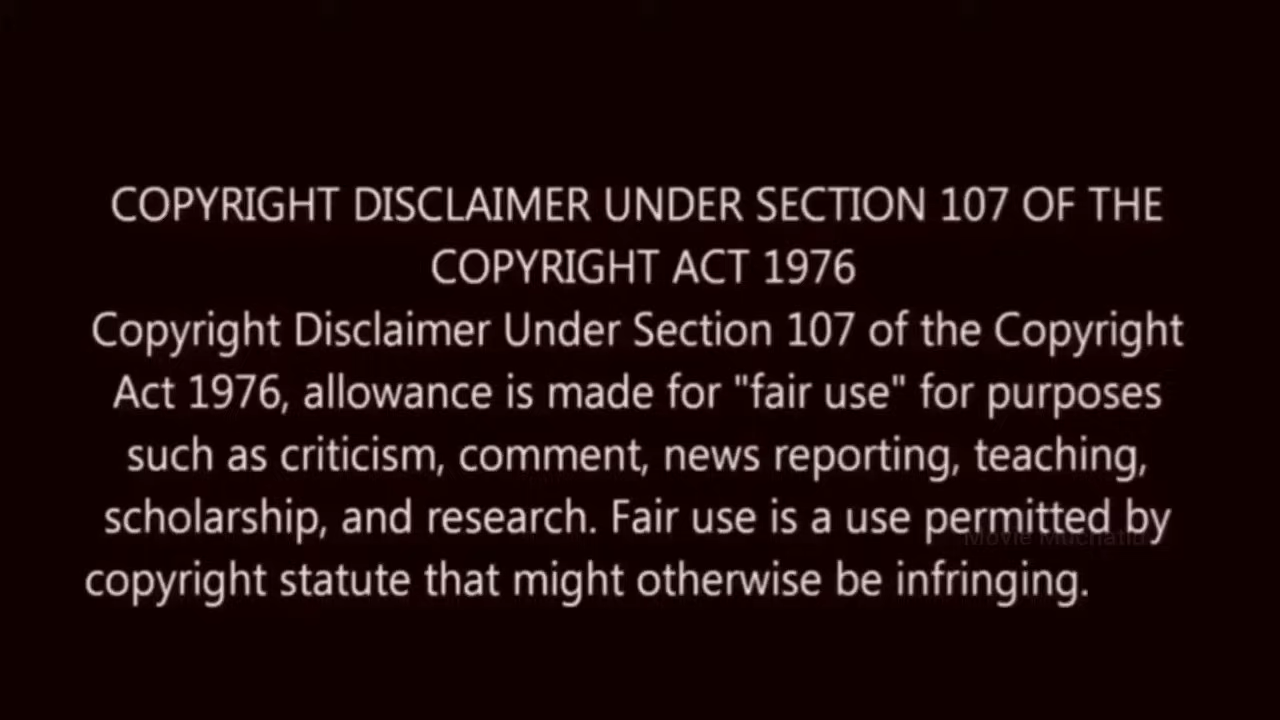 COPYRIGHT DISCLAIMER UNDER SECTION 107 OF THE
COPYRIGHT ACT 1976
Copyright Disclaimer Under Section 107 of the Copyright
Act 1976, allowance is made for "fair use" for purposes
such as criticism, comment, news reporting, teaching,
scholarship, and research. Fair use is a use permitted by
copyright statute that might otherwise be infringing.
Movie